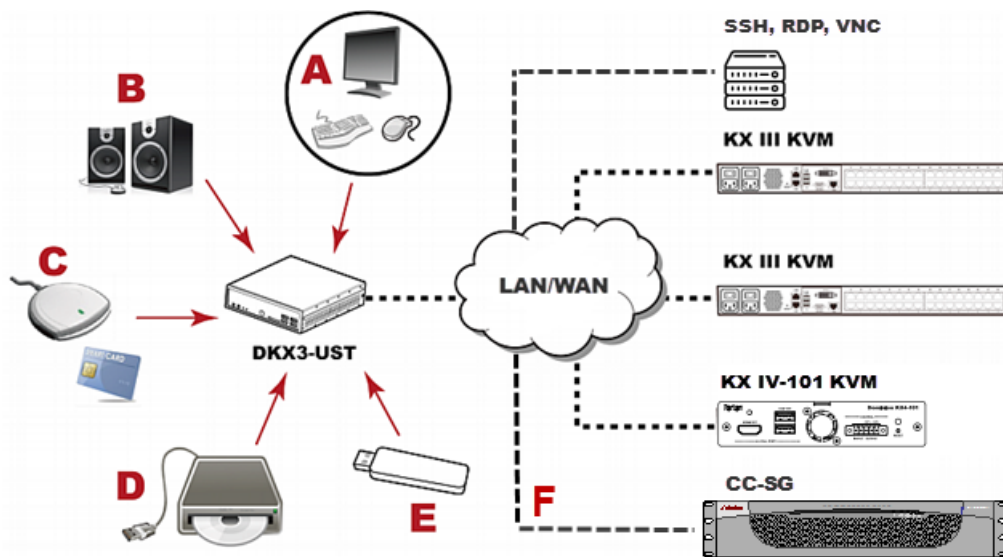 SSH, RDP, VNC
A
B
KX III KVM
C
LAN/WAN
KX III KVM
DKX3-UST
KX IV-101 KVM
D
E
F
CC-SG